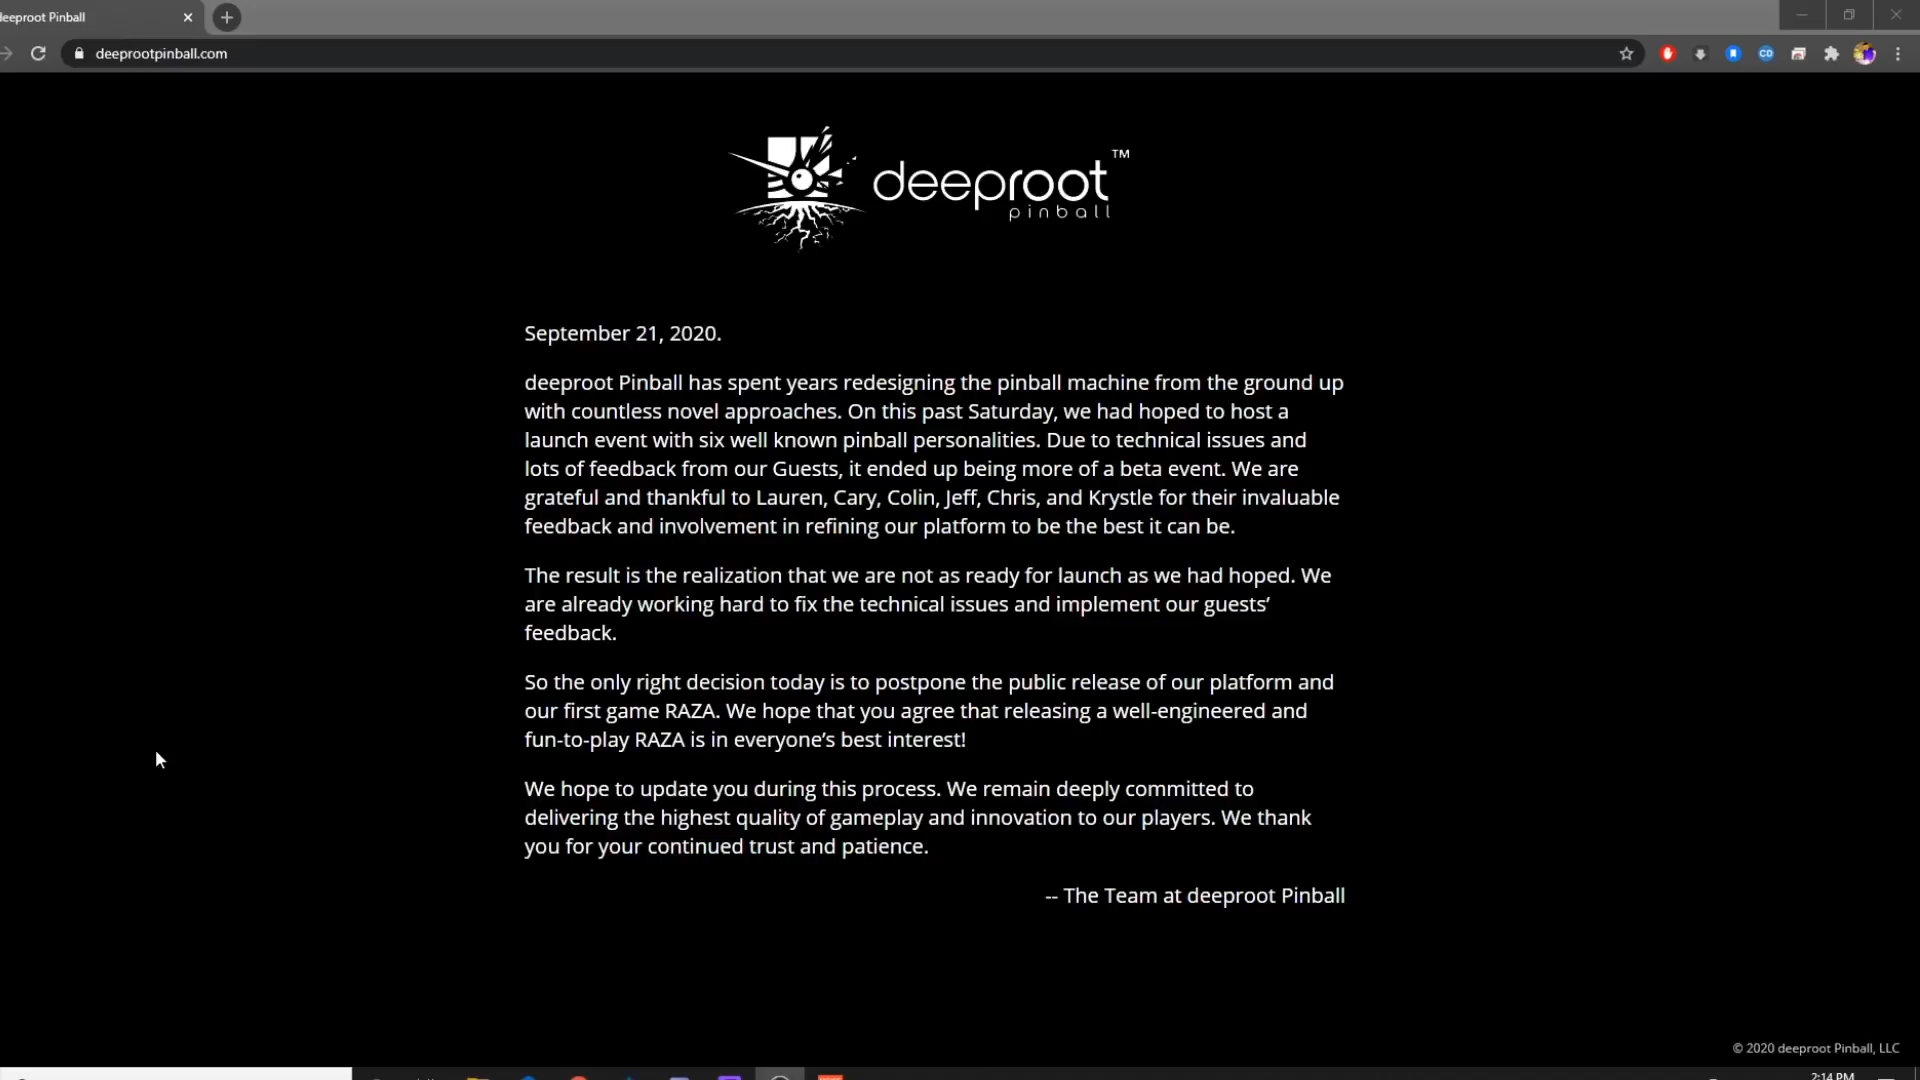 deeproot Pinball
deeprootpinball.com
deeproot™
pinball
September 21, 2020.
deeproot Pinball has spent years redesigning the pinball machine from the ground up
with countless novel approaches. On this past Saturday, we had hoped to host a
launch event with six well known pinball personalities. Due to technical issues and
lots of feedback from our Guests, it ended up being more of a beta event. We are
grateful and thankful to Lauren, Cary, Colin, Jeff, Chris, and Krystle for their invaluable
feedback and involvement in refining our platform to be the best it can be.
The result is the realization that we are not as ready for launch as we had hoped. We
are already working hard to fix the technical issues and implement our guests’
feedback.
So the only right decision today is to postpone the public release of our platform and
our first game RAZA. We hope that you agree that releasing a well-engineered and
fun-to-play RAZA is in everyone’s best interest!
We hope to update you during this process. We remain deeply committed to
delivering the highest quality of gameplay and innovation to our players. We thank
you for your continued trust and patience.
-- The Team at deeproot Pinball
© 2020 deeproot Pinball, LLC
2:14 PM